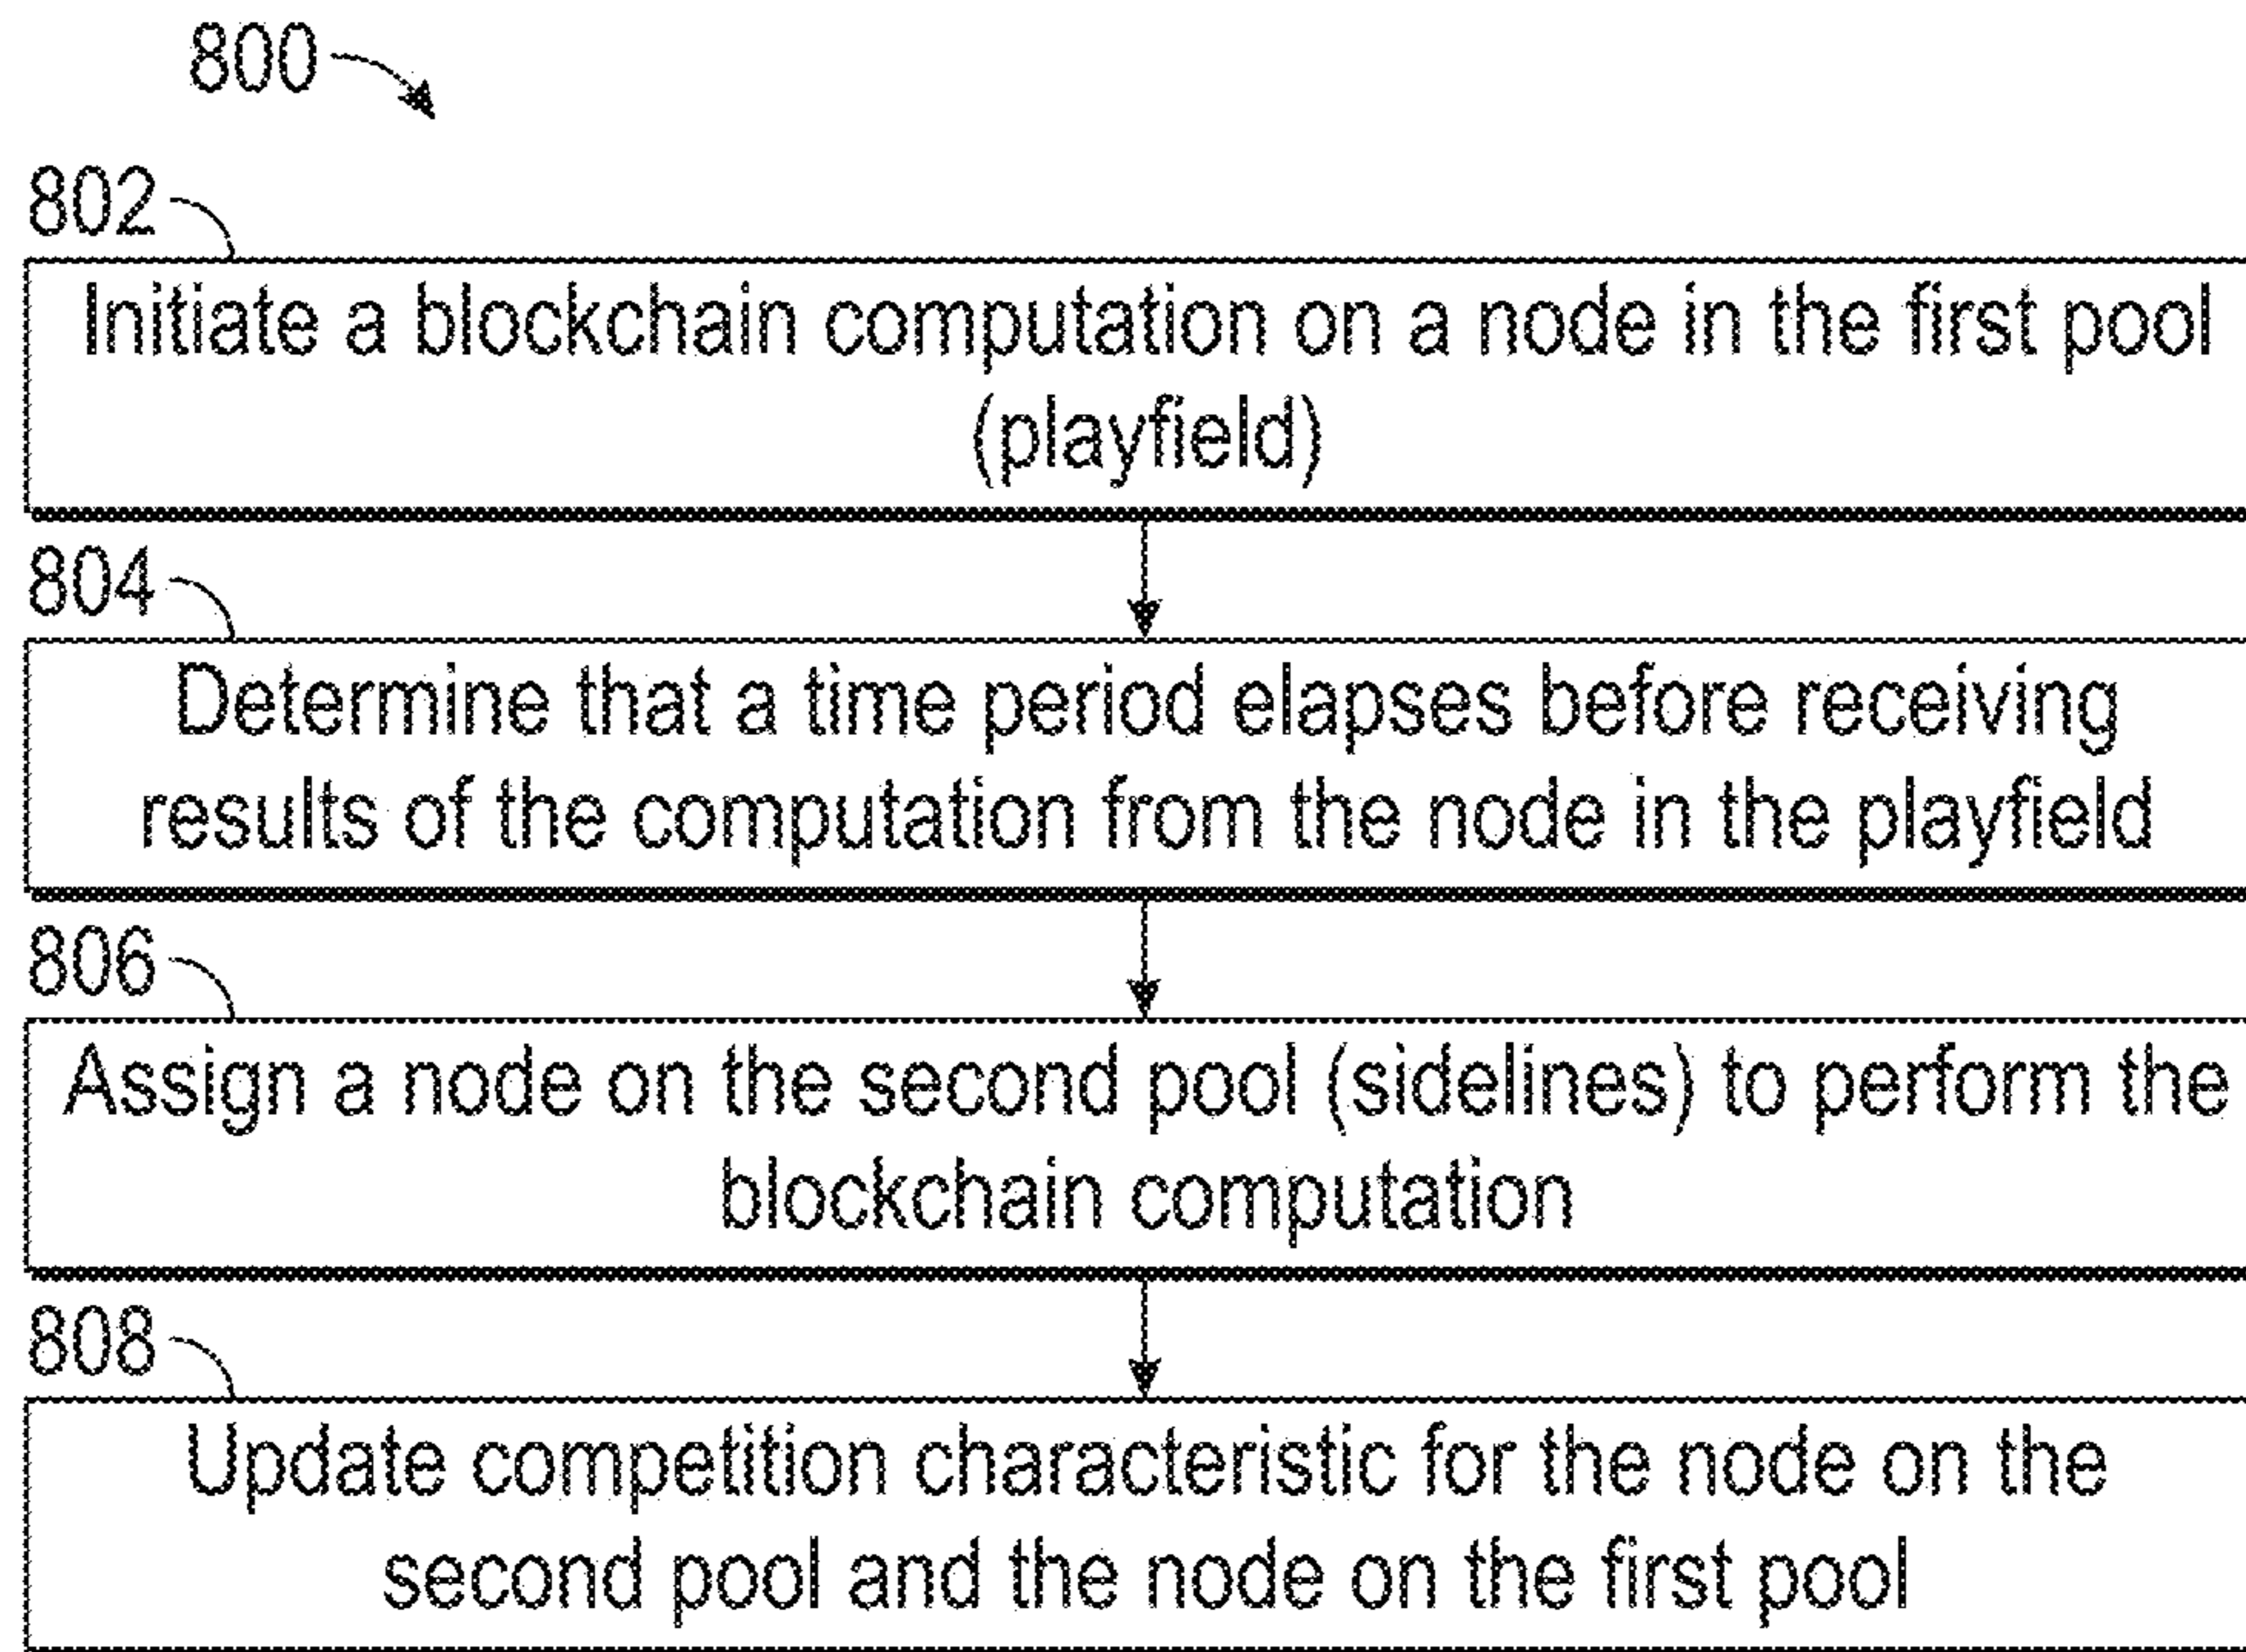 800
802
Initiate a blockchain computation on a node in the first pool
(playfield)
804
Determine that a time period elapses before receiving
results of the computation from the node in the playfield
806
Assign a node on the second pool (sidelines) to perform the
blockchain computation
808
Update competition characteristic for the node on the
second pool and the node on the first pool